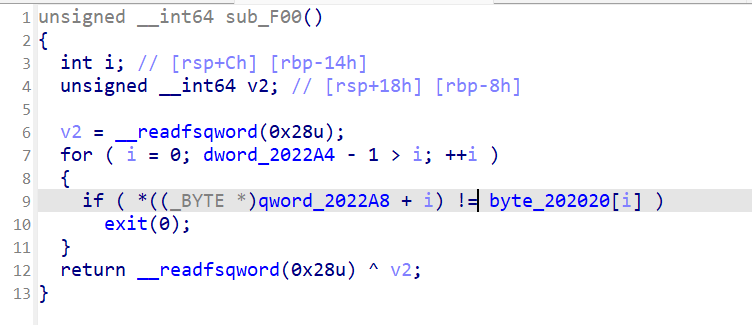 1 unsigned __int64 sub_F00()
2 {
3   int i; // [rsp+Ch] [rbp-14h]
4   unsigned __int64 v2; // [rsp+18h] [rbp-8h]
5
6   v2 = __readfsqword(0x28u);
7   for ( i = 0; dword_2022A4 - 1 > i; ++i )
8   {
9     if ( *((_BYTE *)qword_2022A8 + i) != byte_202020[i] )
10       exit(0);
11   }
12   return __readfsqword(0x28u) ^ v2;
13 }